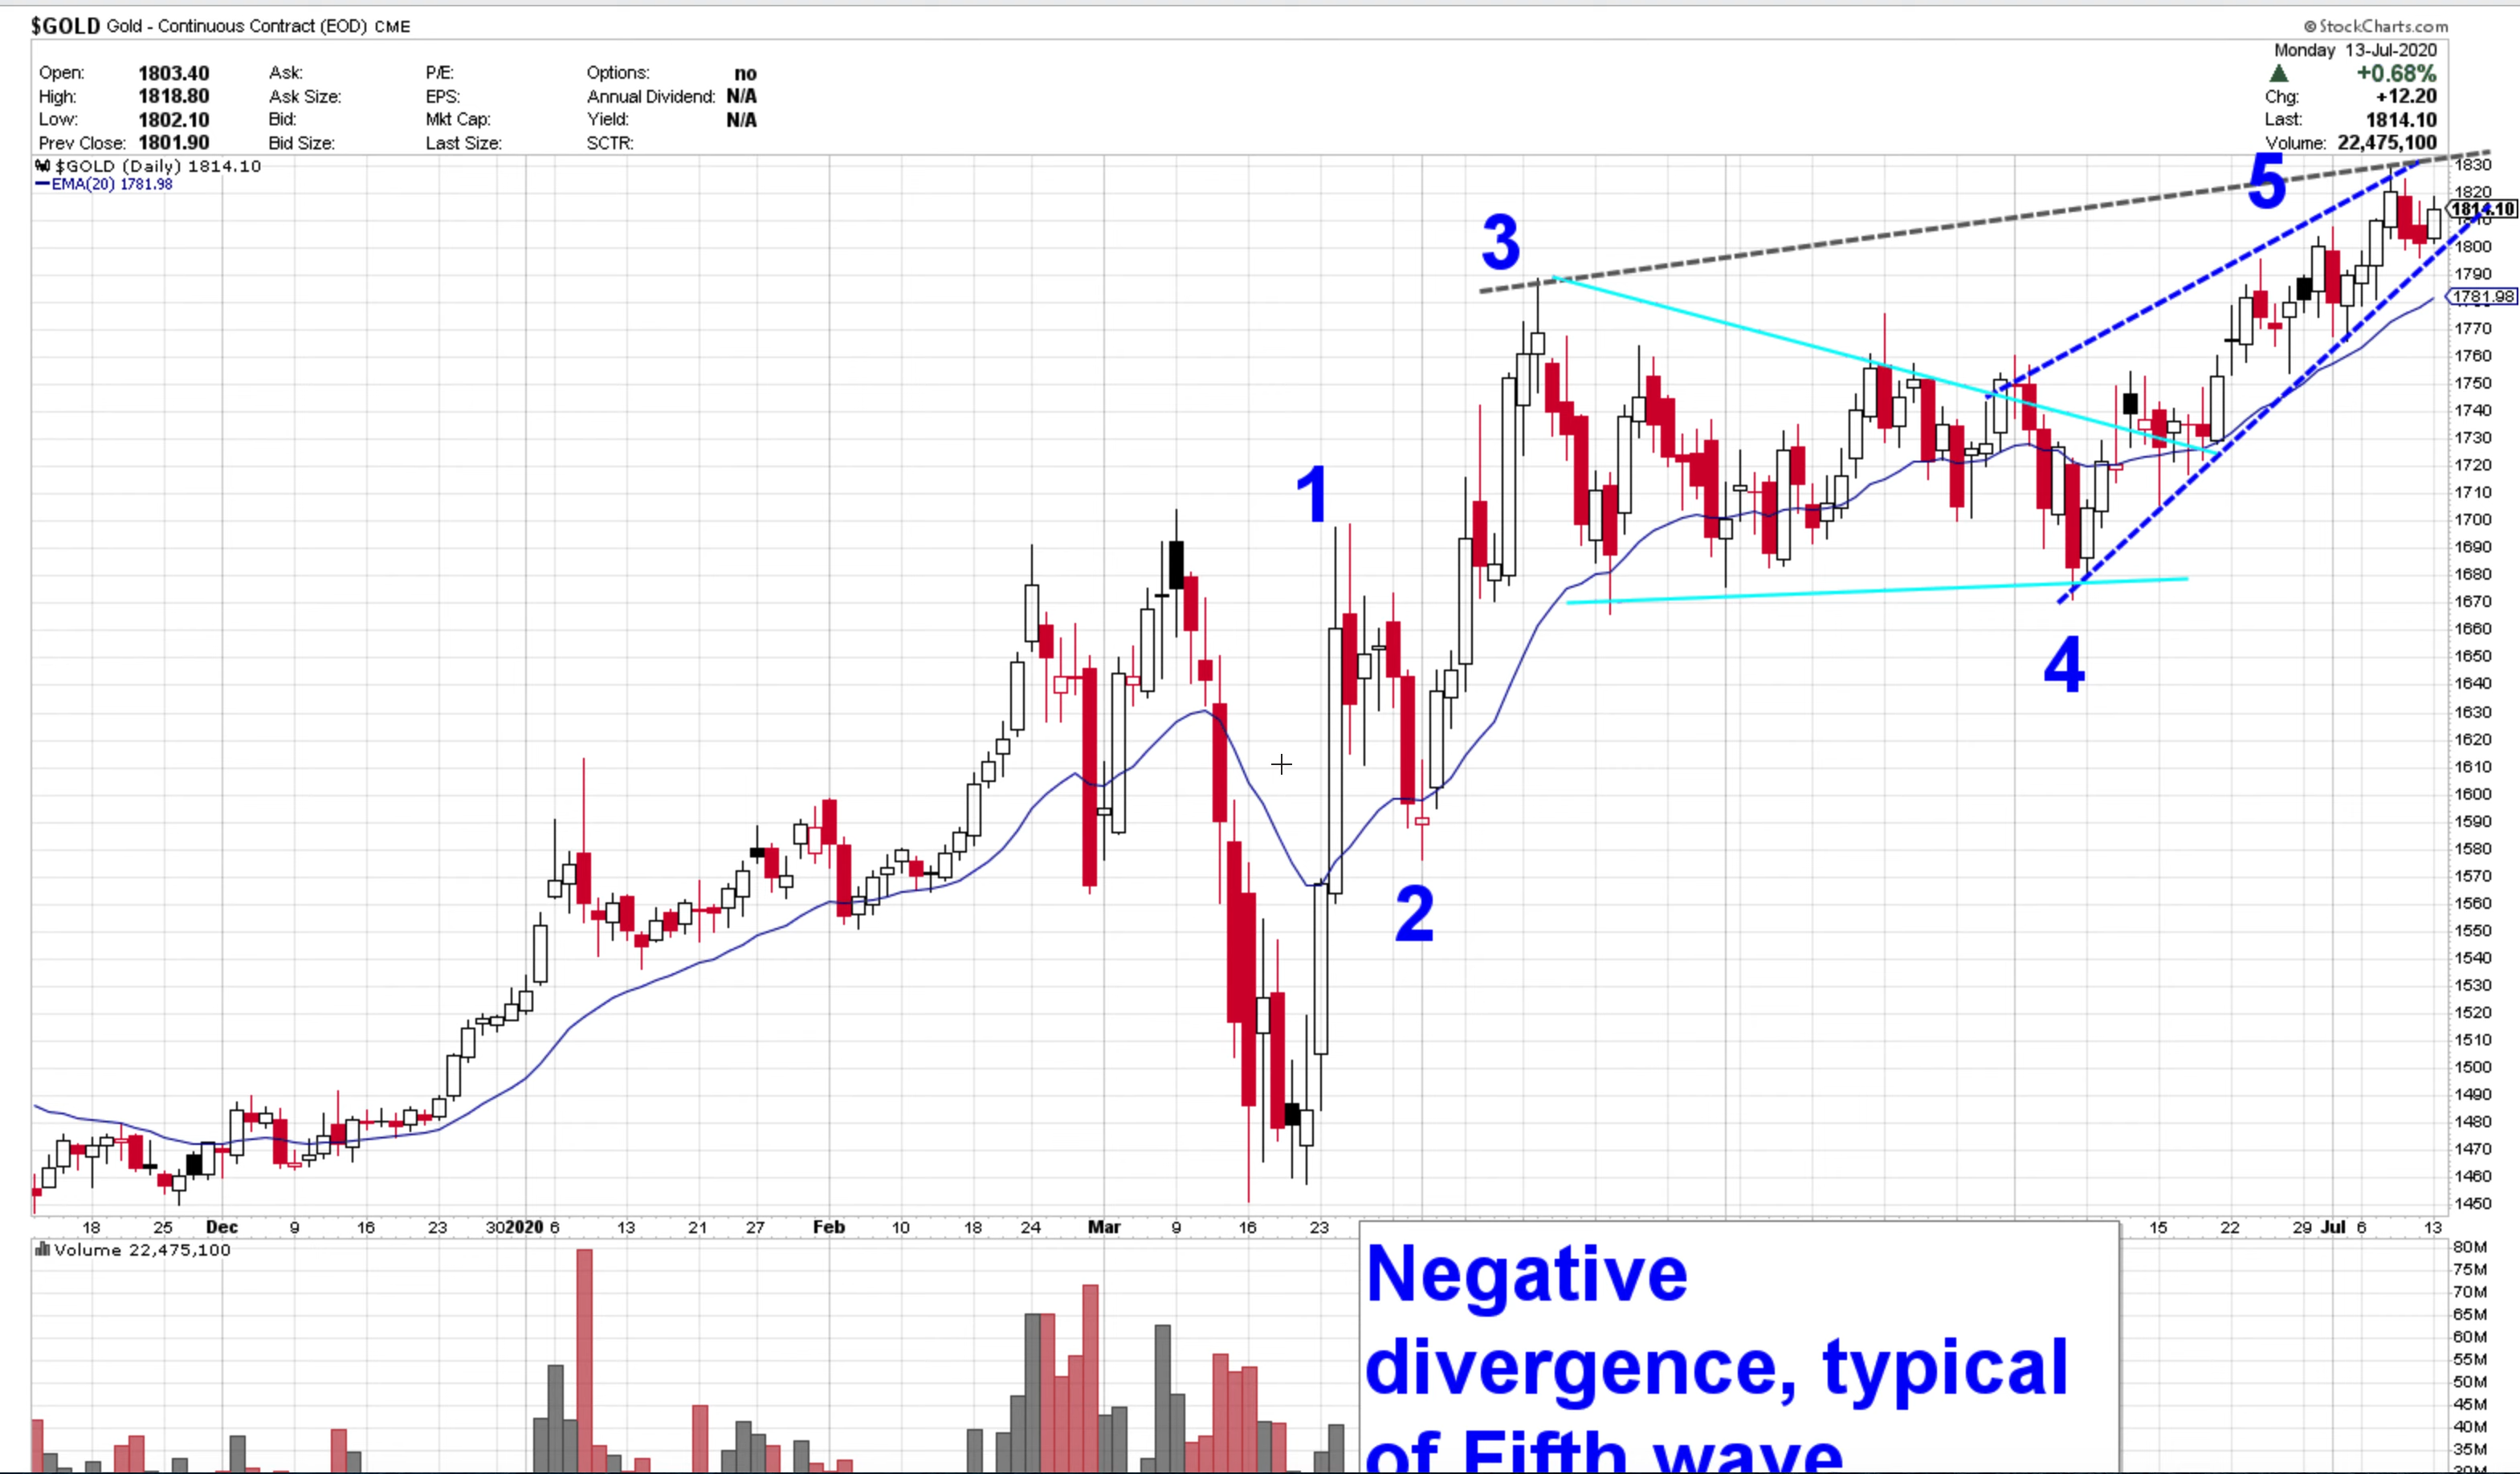 $GOLD Gold - Continuous Contract (EOD) CME © StockCharts.com
Monday 13-Jul-2020
Open: 1803.40 Ask: P/E: Options: no +0.68%
High: 1818.80 Ask Size: EPS: Annual Dividend: N/A Chg: +12.20
Low: 1802.10 Bid: Mkt Cap: Yield: N/A Last: 1814.10
Prev Close: 1801.90 Bid Size: Last Size: SCTR: Volume: 22,475,100
$GOLD (Daily) 1814.10
EMA(20) 1781.98
1830
5
1820
1814.10
3
1800
1790
1781.98
1770
1760
1750
1740
1730
1720
1710
1
1700
1690
1680
1670
1660
1650
4
1640
1630
1620
1610
1600
1590
1580
1570
1560
2
1550
1540
1530
1520
1510
1500
1490
1480
1470
1460
1450
18 25 Dec 9 16 23 30 2020 6 13 21 27 Feb 10 18 24 Mar 9 16 23 15 22 29 Jul 6 13
Volume 22,475,100
80M
75M
70M
65M
60M
55M
50M
45M
40M
35M
Negative
divergence, typical
of Fifth wave